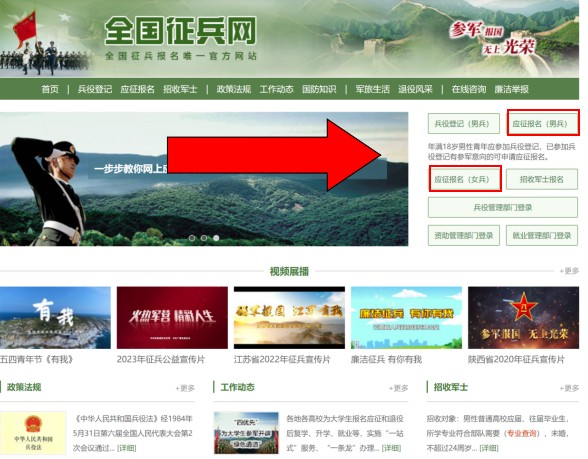 全国征兵网
全国征兵报名唯一官方网站
参军报国
无上光荣
首页 | 兵役登记 应征报名 招收军士 | 政策法规 工作动态 国防知识 | 军旅生活 退役风采 | 在线咨询 廉洁举报
一步步教你网上应
兵役登记（男兵）
应征报名（男兵）
年满18岁男性青年应参加兵役登记，已参加兵
役登记有参军意向的可申请应征报名。
应征报名（女兵）
招收军士报名
兵役管理部门登录
资助管理部门登录
就业管理部门登录
视频展播
+更多
有我
火热军营 精彩人生
廉洁征兵 有你有我
参军报国 无上光荣
五四青年节《有我》
2023年征兵公益宣传片
江苏省2022年征兵宣传片
廉洁征兵 有你有我
陕西省2020年征兵宣传片
政策法规
+更多
工作动态
+更多
招收军士
+更多
中华人民共和国
兵役法
《中华人民共和国兵役法》经1984年
5月31日第六届全国人民代表大会第2
次会议通过... [详细]
“四优先”
为大学生参军开辟
绿色通道
各地各高校为大学生报名应征和退役
后复学、升学、就业等，实施“一站
式”服务、“一条龙”办理... [详细]
招收对象：男性普通高校应届、往届毕业生，
所学专业符合部队需要（专业查询），未婚，
不超过24周岁... [详细]